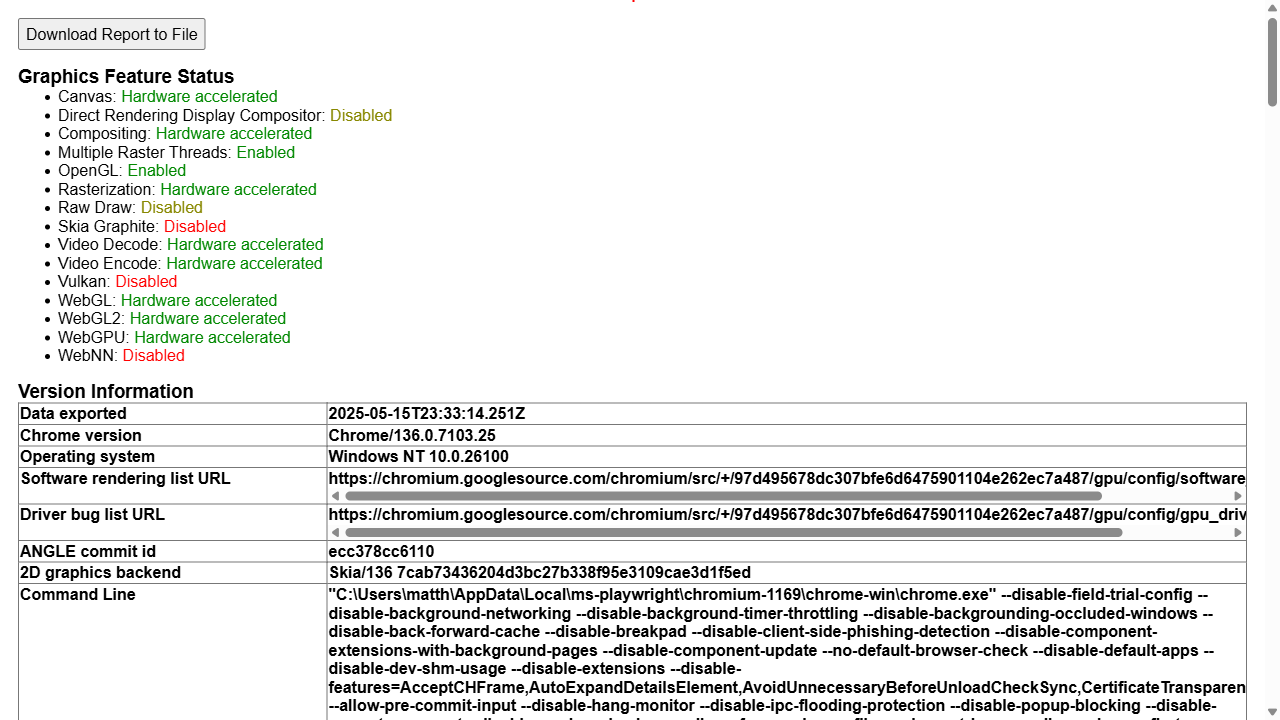 Download Report to File
Graphics Feature Status
Canvas: Hardware accelerated
Direct Rendering Display Compositor: Disabled
Compositing: Hardware accelerated
Multiple Raster Threads: Enabled
OpenGL: Enabled
Rasterization: Hardware accelerated
Raw Draw: Disabled
Skia Graphite: Disabled
Video Decode: Hardware accelerated
Video Encode: Hardware accelerated
Vulkan: Disabled
WebGL: Hardware accelerated
WebGL2: Hardware accelerated
WebGPU: Hardware accelerated
WebNN: Disabled
Version Information
Data exported 2025-05-15T23:33:14.251Z
Chrome version Chrome/136.0.7103.25
Operating system Windows NT 10.0.26100
Software rendering list URL https://chromium.googlesource.com/chromium/src/+/97d495678dc307bfe6d6475901104e262ec7a487/gpu/config/software
Driver bug list URL https://chromium.googlesource.com/chromium/src/+/97d495678dc307bfe6d6475901104e262ec7a487/gpu/config/gpu_driv
ANGLE commit id ecc378cc6110
2D graphics backend Skia/136 7cab73436204d3bc27b338f95e3109cae3d1f5ed
Command Line "C:\Users\matth\AppData\Local\ms-playwright\chromium-1169\chrome-win\chrome.exe" --disable-field-trial-config --
disable-background-networking --disable-background-timer-throttling --disable-backgrounding-occluded-windows --
disable-back-forward-cache --disable-breakpad --disable-client-side-phishing-detection --disable-component-
extensions-with-background-pages --disable-component-update --no-default-browser-check --disable-default-apps --
disable-dev-shm-usage --disable-extensions --disable-
features=AcceptCHFrame,AutoExpandDetailsElement,AvoidUnnecessaryBeforeUnloadCheckSync,CertificateTransparen
--allow-pre-commit-input --disable-hang-monitor --disable-ipc-flooding-protection --disable-popup-blocking --disable-